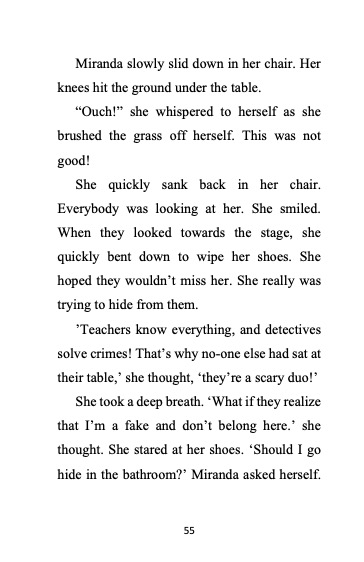 Miranda slowly slid down in her chair. Her
knees hit the ground under the table.
“Ouch!” she whispered to herself as she
brushed the grass off herself. This was not
good!
She quickly sank back in her chair.
Everybody was looking at her. She smiled.
When they looked towards the stage, she
quickly bent down to wipe her shoes. She
hoped they wouldn’t miss her. She really was
trying to hide from them.
’Teachers know everything, and detectives
solve crimes! That’s why no-one else had sat at
their table,’ she thought, ‘they’re a scary duo!’
She took a deep breath. ‘What if they realize
that I’m a fake and don’t belong here.’ she
thought. She stared at her shoes. ‘Should I go
hide in the bathroom?’ Miranda asked herself.
55